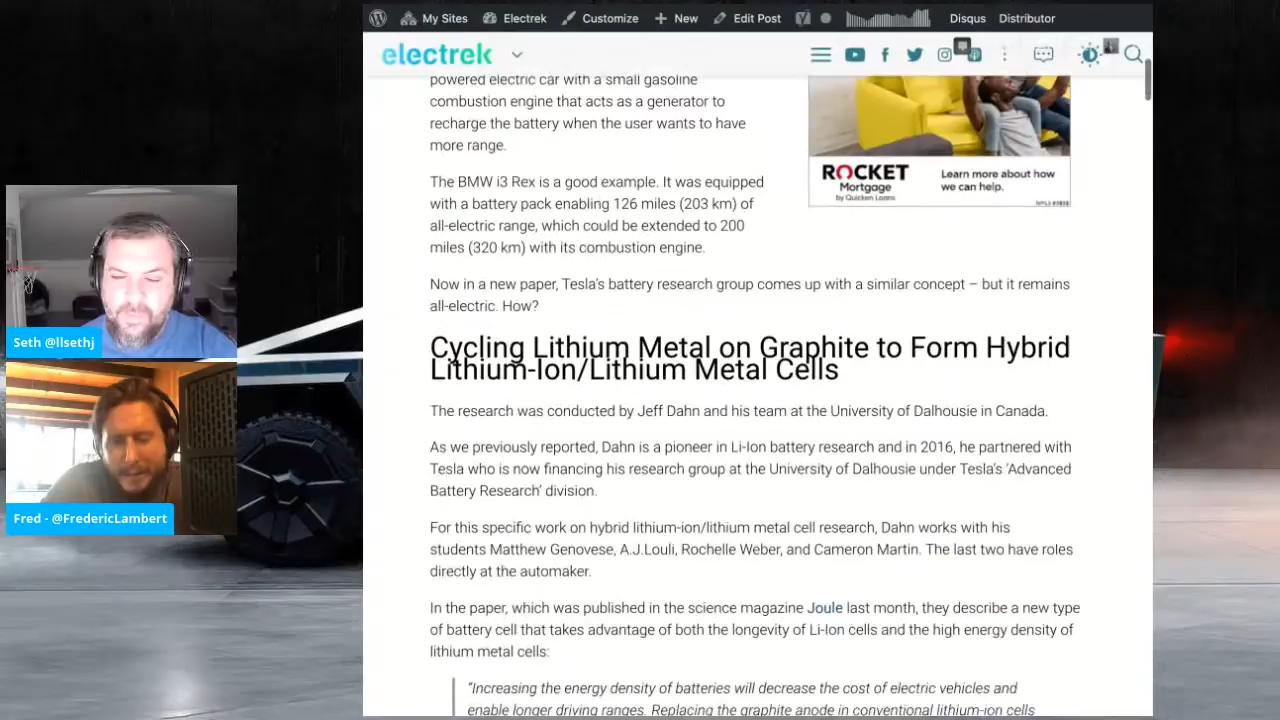 My Sites Electrek Customize New Edit Post Disqus Distributor
electrek
powered electric car with a small gasoline
combustion engine that acts as a generator to
recharge the battery when the user wants to have
more range.
ROCKET
Mortgage
by Quicken Loans
Learn more about how
we can help.
The BMW i3 Rex is a good example. It was equipped
with a battery pack enabling 126 miles (203 km) of
all-electric range, which could be extended to 200
miles (320 km) with its combustion engine.
Now in a new paper, Tesla's battery research group comes up with a similar concept – but it remains
all-electric. How?
Cycling Lithium Metal on Graphite to Form Hybrid
Lithium-Ion/Lithium Metal Cells
The research was conducted by Jeff Dahn and his team at the University of Dalhousie in Canada.
As we previously reported, Dahn is a pioneer in Li-Ion battery research and in 2016, he partnered with
Tesla who is now financing his research group at the University of Dalhousie under Tesla's 'Advanced
Battery Research' division.
For this specific work on hybrid lithium-ion/lithium metal cell research, Dahn works with his
students Matthew Genovese, A.J.Louli, Rochelle Weber, and Cameron Martin. The last two have roles
directly at the automaker.
In the paper, which was published in the science magazine Joule last month, they describe a new type
of battery cell that takes advantage of both the longevity of Li-Ion cells and the high energy density of
lithium metal cells:
"Increasing the energy density of batteries will decrease the cost of electric vehicles and
enable longer driving ranges. Replacing the graphite anode in conventional lithium-ion cells
Seth @llsethj
Fred - @FredericLambert